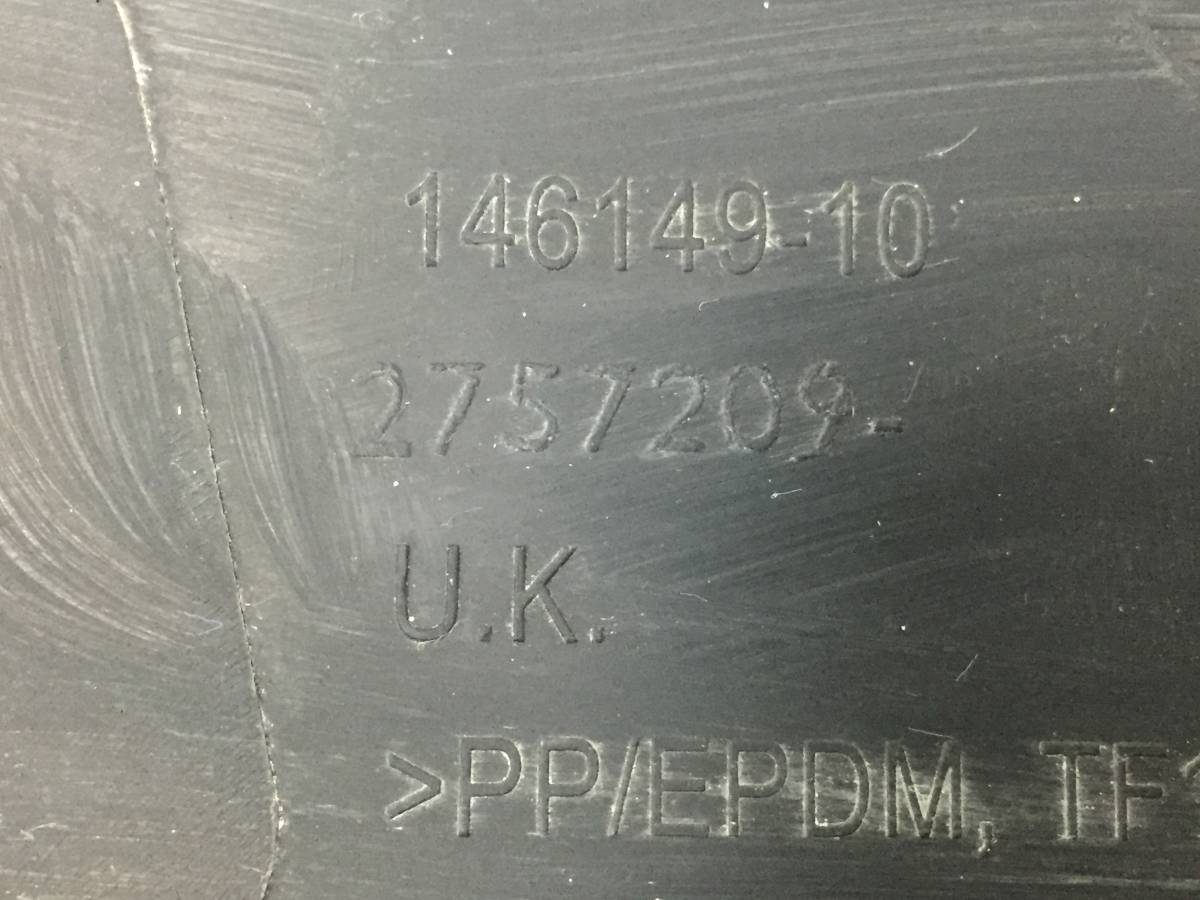 146149-10
2757209-
U.K.
>PP/EPDM, TF